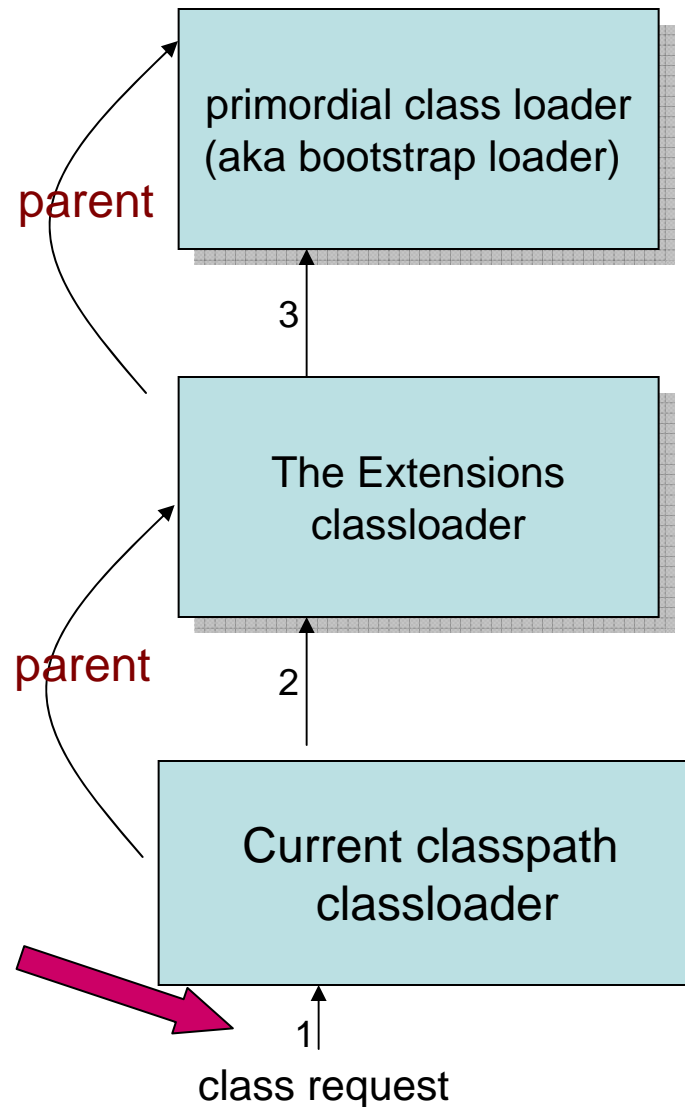 primordial class loader
(aka bootstrap loader)
parent
3
The Extensions
classloader
parent
2
Current classpath
classloader
1
class request